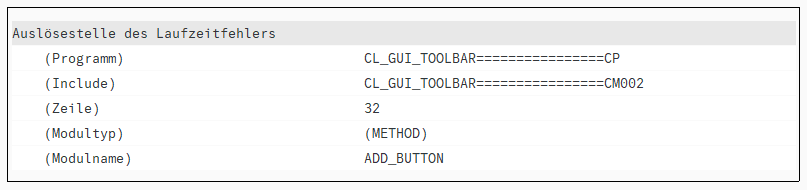 Auslösestelle des Laufzeitfehlers
(Programm) CL_GUI_TOOLBAR================CP
(Include) CL_GUI_TOOLBAR================CM002
(Zeile) 32
(Modultyp) (METHOD)
(Modulname) ADD_BUTTON